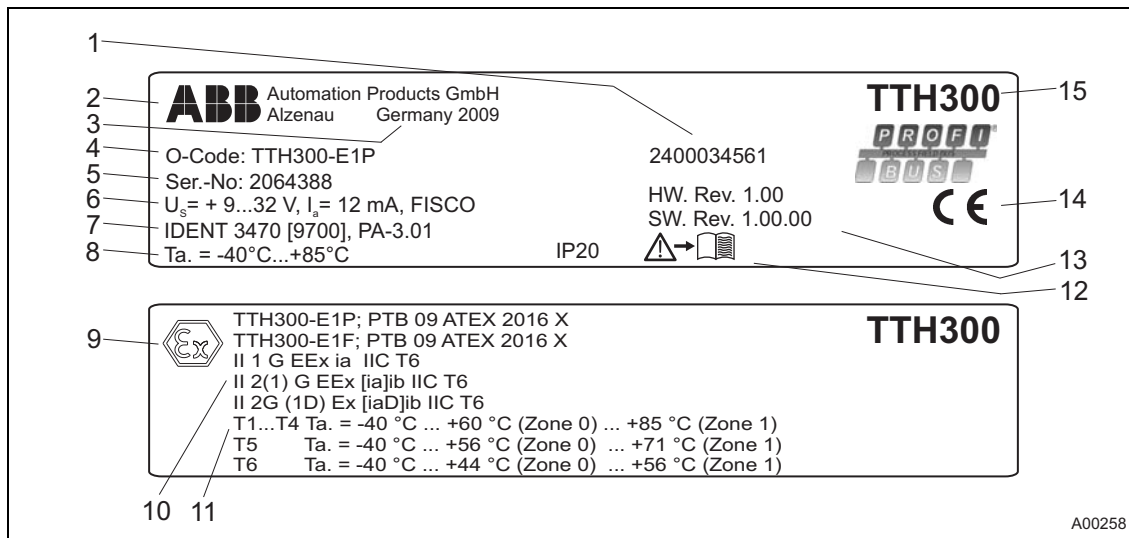 1
2
ABB Automation Products GmbH
Alzenau Germany 2009
TTH300
15
3
PROFI
PROCESS FIELD BUS
BUS
®
4
O-Code: TTH300-E1P
2400034561
5
Ser.-No: 2064388
6
Us= + 9...32 V, Ia= 12 mA, FISCO
HW. Rev. 1.00
SW. Rev. 1.00.00
CE
14
7
IDENT 3470 [9700], PA-3.01
8
Ta. = -40°C...+85°C
IP20
13
12
9
Ex
TTH300-E1P; PTB 09 ATEX 2016 X
TTH300
TTH300-E1F; PTB 09 ATEX 2016 X
II 1 G EEx ia IIC T6
II 2(1) G EEx [ia]ib IIC T6
II 2G (1D) Ex [iaD]ib IIC T6
T1...T4 Ta. = -40 °C ... +60 °C (Zone 0) ... +85 °C (Zone 1)
T5 Ta. = -40 °C ... +56 °C (Zone 0) ... +71 °C (Zone 1)
T6 Ta. = -40 °C ... +44 °C (Zone 0) ... +56 °C (Zone 1)
10
11
A00258